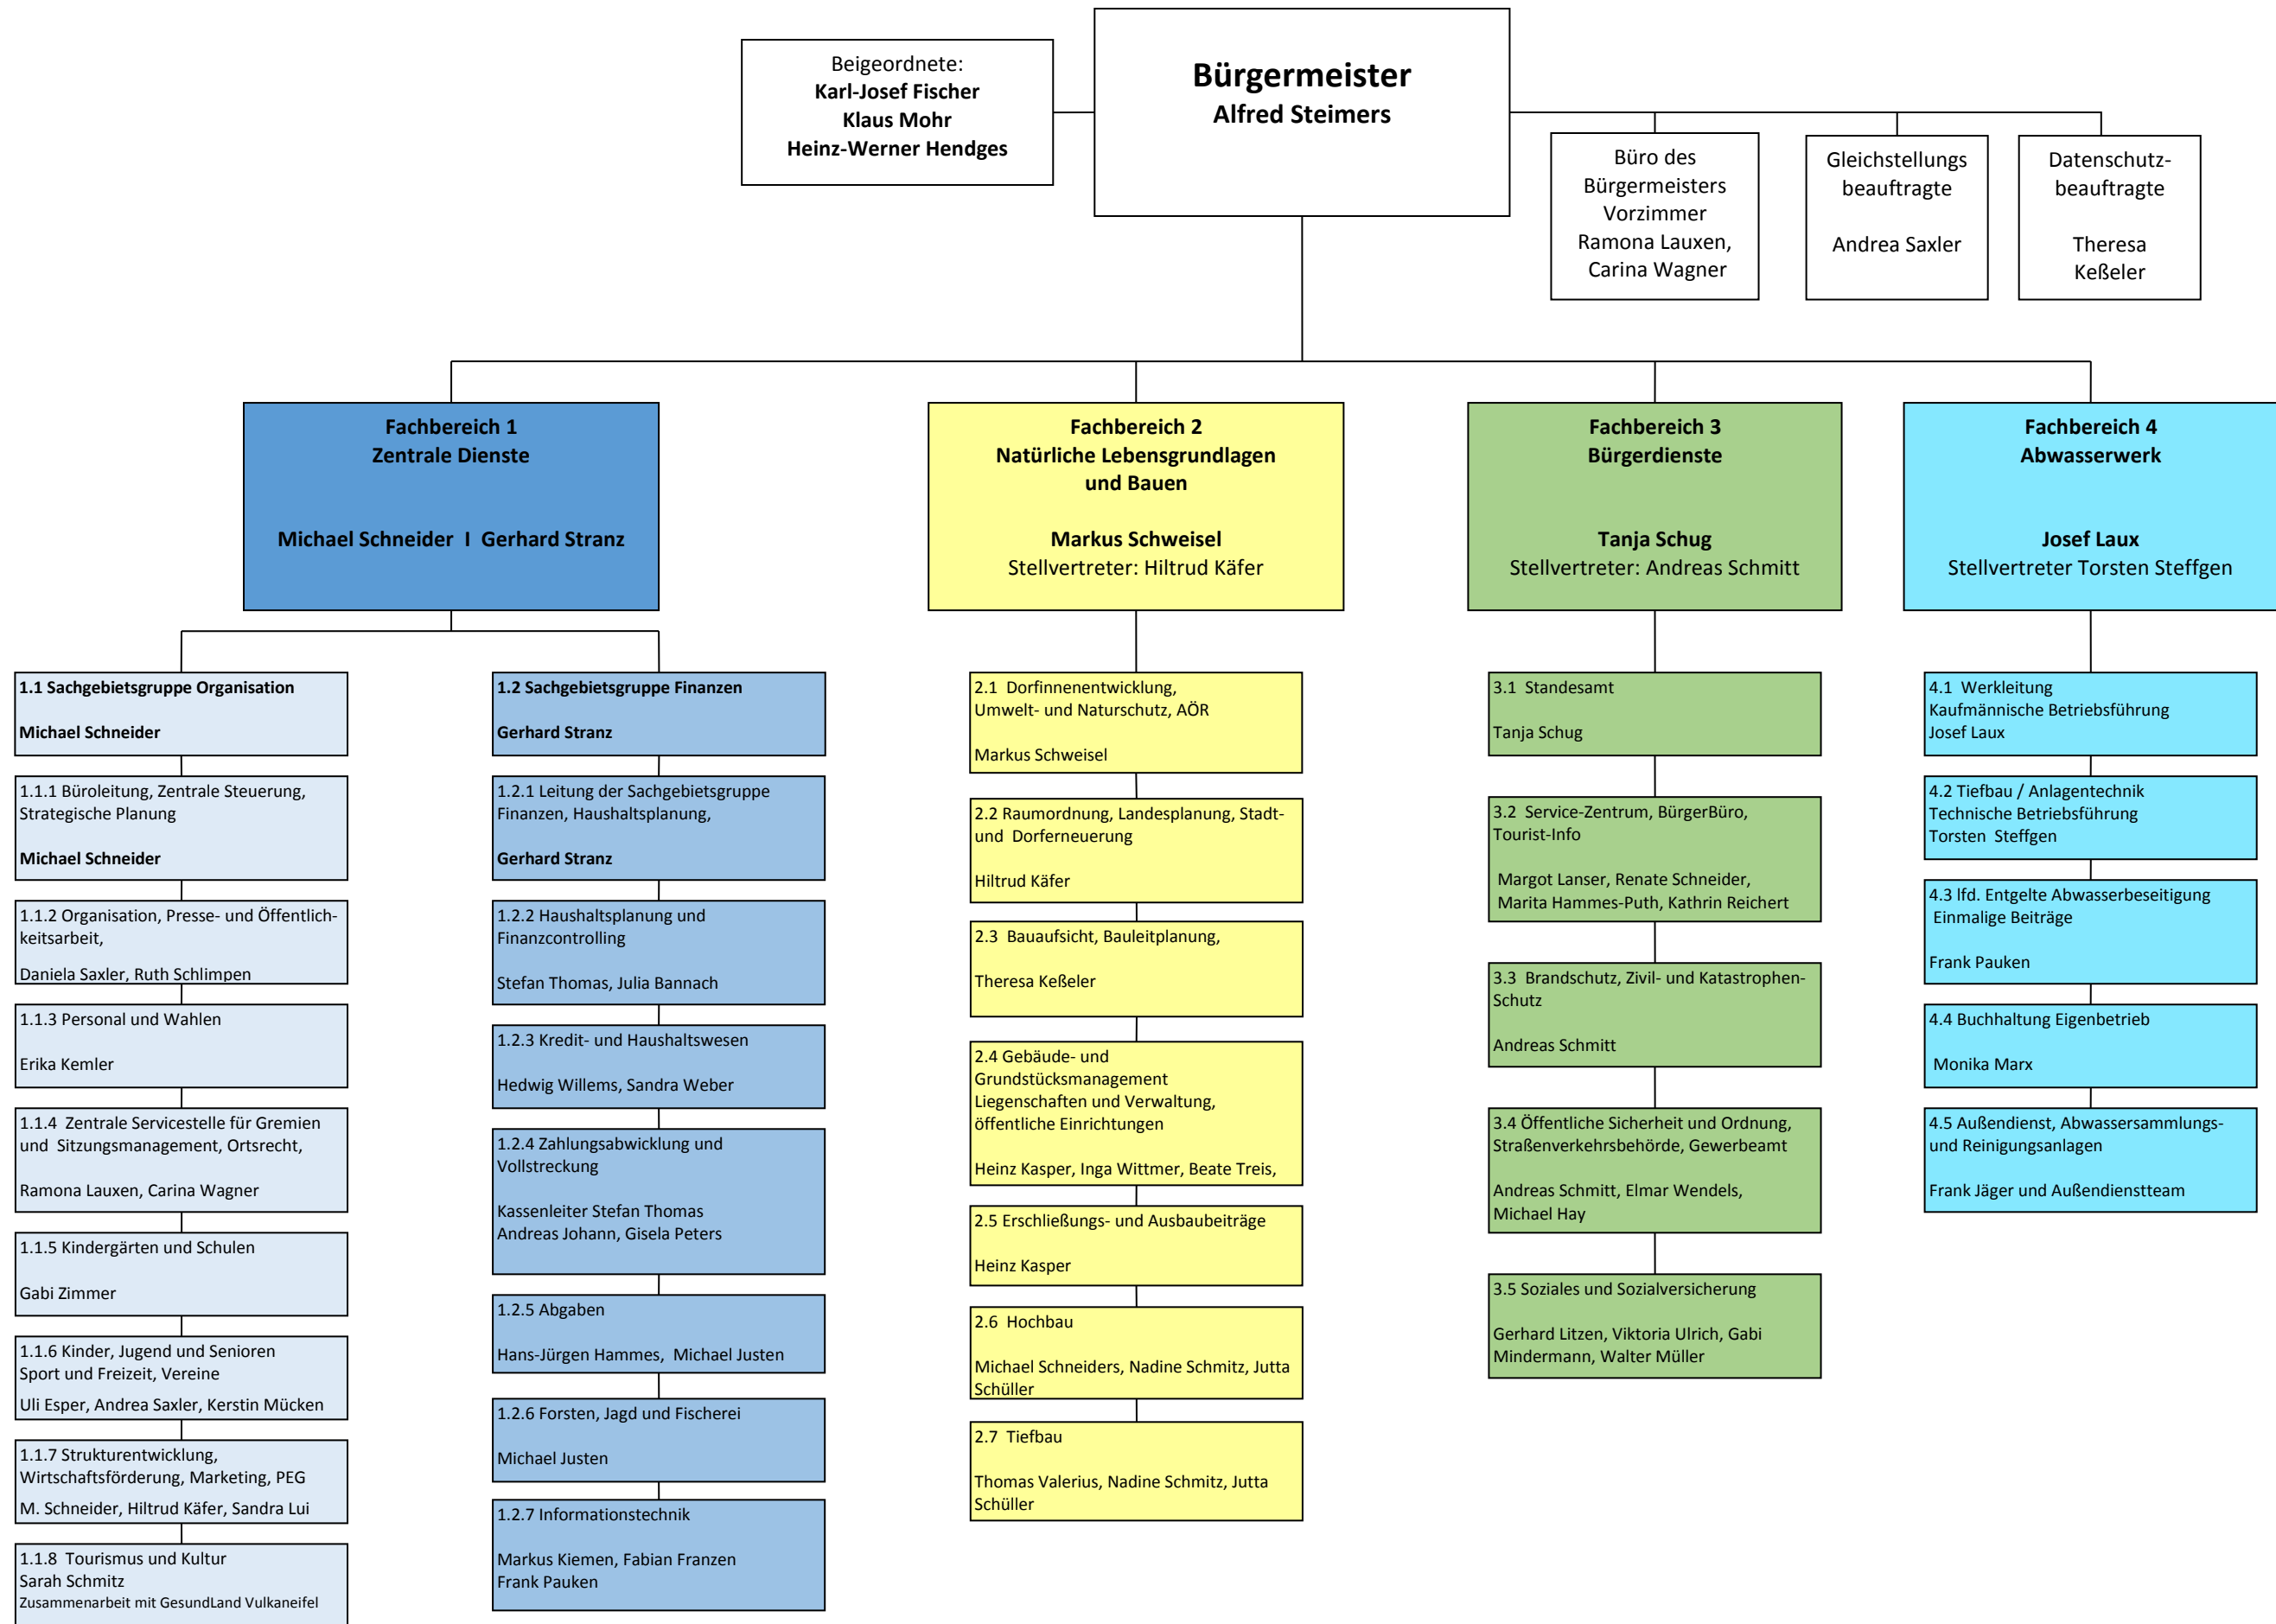 Beigeordnete:
Karl-Josef Fischer
Klaus Mohr
Heinz-Werner Hendges
Bürgermeister
Alfred Steimers
Büro des
Bürgermeisters
Vorzimmer
Ramona Lauxen,
Carina Wagner
Gleichstellungs
beauftragte
Andrea Saxler
Datenschutz-
beauftragte
Theresa
Keßeler
Fachbereich 1
Zentrale Dienste
Michael Schneider I Gerhard Stranz
Fachbereich 2
Natürliche Lebensgrundlagen
und Bauen
Markus Schweisel
Stellvertreter: Hiltrud Käfer
Fachbereich 3
Bürgerdienste
Tanja Schug
Stellvertreter: Andreas Schmitt
Fachbereich 4
Abwasserwerk
Josef Laux
Stellvertreter Torsten Steffgen
1.1 Sachgebietsgruppe Organisation
Michael Schneider
1.1.1 Büroleitung, Zentrale Steuerung,
Strategische Planung
Michael Schneider
1.1.2 Organisation, Presse- und Öffentlich-
keitsarbeit,
Daniela Saxler, Ruth Schlimpen
1.1.3 Personal und Wahlen
Erika Kemler
1.1.4 Zentrale Servicestelle für Gremien
und Sitzungsmanagement, Ortsrecht,
Ramona Lauxen, Carina Wagner
1.1.5 Kindergärten und Schulen
Gabi Zimmer
1.1.6 Kinder, Jugend und Senioren
Sport und Freizeit, Vereine
Uli Esper, Andrea Saxler, Kerstin Mücken
1.1.7 Strukturentwicklung,
Wirtschaftsförderung, Marketing, PEG
M. Schneider, Hiltrud Käfer, Sandra Lui
1.1.8 Tourismus und Kultur
Sarah Schmitz
Zusammenarbeit mit GesundLand Vulkaneifel
1.2 Sachgebietsgruppe Finanzen
Gerhard Stranz
1.2.1 Leitung der Sachgebietsgruppe
Finanzen, Haushaltsplanung,
Gerhard Stranz
1.2.2 Haushaltsplanung und
Finanzcontrolling
Stefan Thomas, Julia Bannach
1.2.3 Kredit- und Haushaltswesen
Hedwig Willems, Sandra Weber
1.2.4 Zahlungsabwicklung und
Vollstreckung
Kassenleiter Stefan Thomas
Andreas Johann, Gisela Peters
1.2.5 Abgaben
Hans-Jürgen Hammes, Michael Justen
1.2.6 Forsten, Jagd und Fischerei
Michael Justen
1.2.7 Informationstechnik
Markus Kiemen, Fabian Franzen
Frank Pauken
2.1 Dorfinnenentwicklung,
Umwelt- und Naturschutz, AÖR
Markus Schweisel
2.2 Raumordnung, Landesplanung, Stadt-
und Dorferneuerung
Hiltrud Käfer
2.3 Bauaufsicht, Bauleitplanung,
Theresa Keßeler
2.4 Gebäude- und
Grundstücksmanagement
Liegenschaften und Verwaltung,
öffentliche Einrichtungen
Heinz Kasper, Inga Wittmer, Beate Treis,
2.5 Erschließungs- und Ausbaubeiträge
Heinz Kasper
2.6 Hochbau
Michael Schneiders, Nadine Schmitz, Jutta
Schüller
2.7 Tiefbau
Thomas Valerius, Nadine Schmitz, Jutta
Schüller
3.1 Standesamt
Tanja Schug
3.2 Service-Zentrum, BürgerBüro,
Tourist-Info
Margot Lanser, Renate Schneider,
Marita Hammes-Puth, Kathrin Reichert
3.3 Brandschutz, Zivil- und Katastrophen-
Schutz
Andreas Schmitt
3.4 Öffentliche Sicherheit und Ordnung,
Straßenverkehrsbehörde, Gewerbeamt
Andreas Schmitt, Elmar Wendels,
Michael Hay
3.5 Soziales und Sozialversicherung
Gerhard Litzen, Viktoria Ulrich, Gabi
Mindermann, Walter Müller
4.1 Werkleitung
Kaufmännische Betriebsführung
Josef Laux
4.2 Tiefbau / Anlagentechnik
Technische Betriebsführung
Torsten Steffgen
4.3 lfd. Entgelte Abwasserbeseitigung
Einmalige Beiträge
Frank Pauken
4.4 Buchhaltung Eigenbetrieb
Monika Marx
4.5 Außendienst, Abwassersammlungs-
und Reinigungsanlagen
Frank Jäger und Außendienstteam